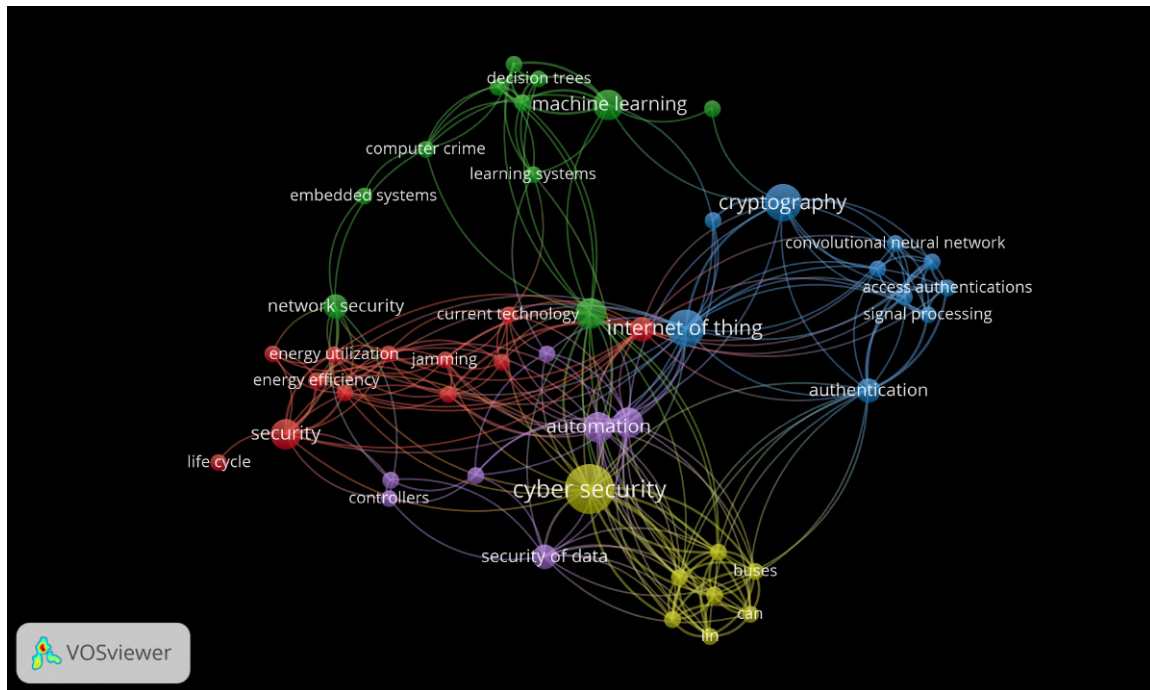 decision trees
machine learning
computer crime
learning systems
embedded systems
cryptography
convolutional neural network
access authentications
network security
current technology
signal processing
internet of thing
energy utilization
jamming
energy efficiency
authentication
automation
security
life cycle
cyber security
controllers
security of data
buses
can
lin
VOSviewer